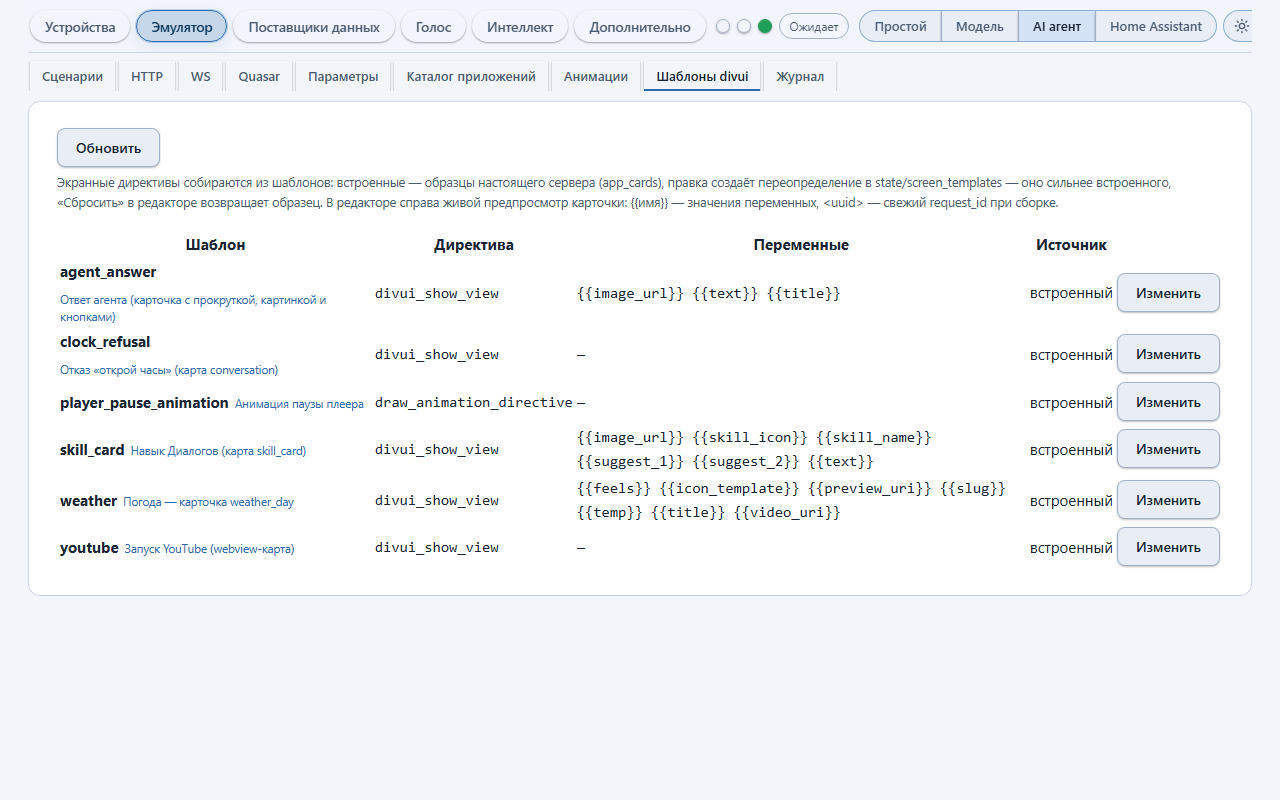 Устройства Эмулятор Поставщики данных Голос Интеллект Дополнительно Ожидает Простой Модель AI агент Home Assistant
Сценарии HTTP WS Quasar Параметры Каталог приложений Анимации Шаблоны divui Журнал
Обновить
Экранные директивы собираются из шаблонов: встроенные — образцы настоящего сервера (app_cards), правка создаёт переопределение в state/screen_templates — оно сильнее встроенного,
«Сбросить» в редакторе возвращает образец. В редакторе справа живой предпросмотр карточки: {{имя}} — значения переменных, <uuid> — свежий request_id при сборке.
Шаблон Директива Переменные Источник
agent_answer
Ответ агента (карточка с прокруткой, картинкой и
кнопками)
divui_show_view {{image_url}} {{text}} {{title}} встроенный Изменить
clock_refusal
Отказ «открой часы» (карта conversation)
divui_show_view — встроенный Изменить
player_pause_animation Анимация паузы плеера draw_animation_directive — встроенный Изменить
skill_card Навык Диалогов (карта skill_card) divui_show_view {{image_url}} {{skill_icon}} {{skill_name}}
{{suggest_1}} {{suggest_2}} {{text}} встроенный Изменить
weather Погода — карточка weather_day divui_show_view {{feels}} {{icon_template}} {{preview_uri}} {{slug}}
{{temp}} {{title}} {{video_uri}} встроенный Изменить
youtube Запуск YouTube (webview-карта) divui_show_view — встроенный Изменить